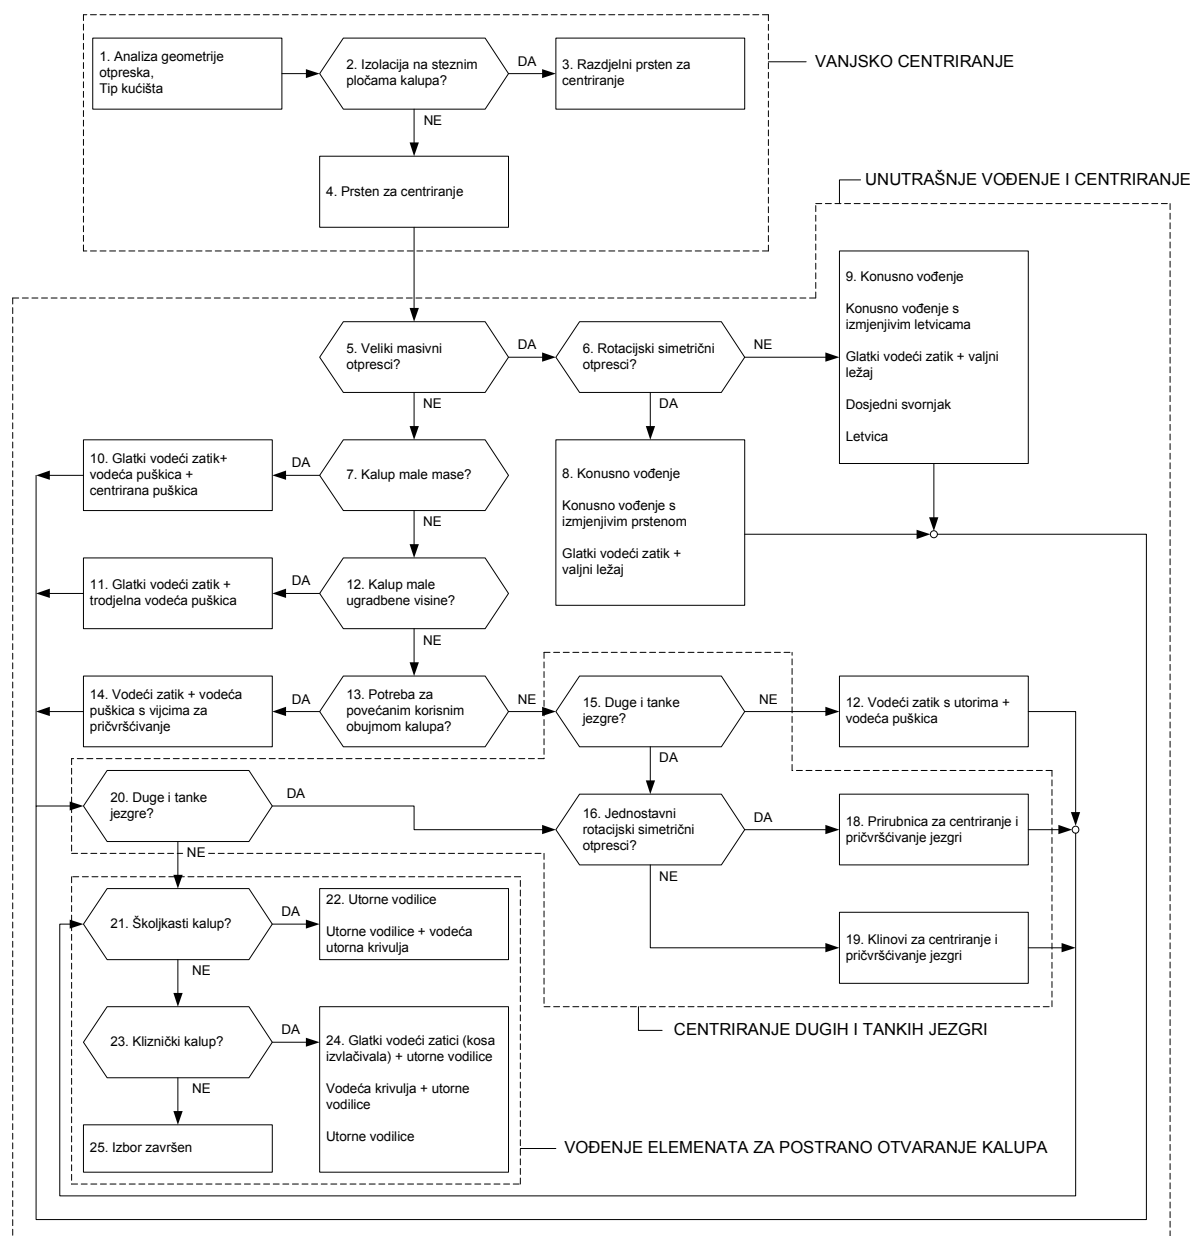 1. Analiza geometrije
otpreska,
Tip kućišta
2. Izolacija na steznim
pločama kalupa?
DA
3. Razdjelni prsten za
centriranje
VANJSKO CENTRIRANJE
NE
4. Prsten za centriranje
UNUTRAŠNJE VOĐENJE I CENTRIRANJE
5. Veliki masivni
otpresci?
DA
6. Rotacijski simetrični
otpresci?
NE
9. Konusno vođenje
Konusno vođenje s
izmjenjivim letvicama
Glatki vodeći zatik + valjni
ležaj
Dosjedni svornjak
Letvica
NE
DA
10. Glatki vodeći zatik+
vodeća puškica +
centrirana puškica
DA
7. Kalup male mase?
8. Konusno vođenje
Konusno vođenje s
izmjenjivim prstenom
Glatki vodeći zatik +
valjni ležaj
NE
11. Glatki vodeći zatik +
trodjelna vodeća puškica
DA
12. Kalup male
ugradbene visine?
NE
14. Vodeći zatik + vodeća
puškica s vijcima za
pričvršćivanje
DA
13. Potreba za
povećanim korisnim
obujmom kalupa?
NE
15. Duge i tanke
jezgre?
NE
12. Vodeći zatik s utorima +
vodeća puškica
DA
20. Duge i tanke
jezgre?
DA
16. Jednostavni
rotacijski simetrični
otpresci?
DA
18. Prirubnica za centriranje i
pričvršćivanje jezgri
NE
NE
21. Školjkasti kalup?
DA
22. Utorne vodilice
Utorne vodilice + vodeća
utorna krivulja
19. Klinovi za centriranje i
pričvršćivanje jezgri
NE
CENTRIRANJE DUGIH I TANKIH JEZGRI
23. Kliznički kalup?
DA
24. Glatki vodeći zatici (kosa
izvlačivala) + utorne vodilice
Vodeća krivulja + utorne
vodilice
Utorne vodilice
NE
25. Izbor završen
VOĐENJE ELEMENATA ZA POSTRANO OTVARANJE KALUPA